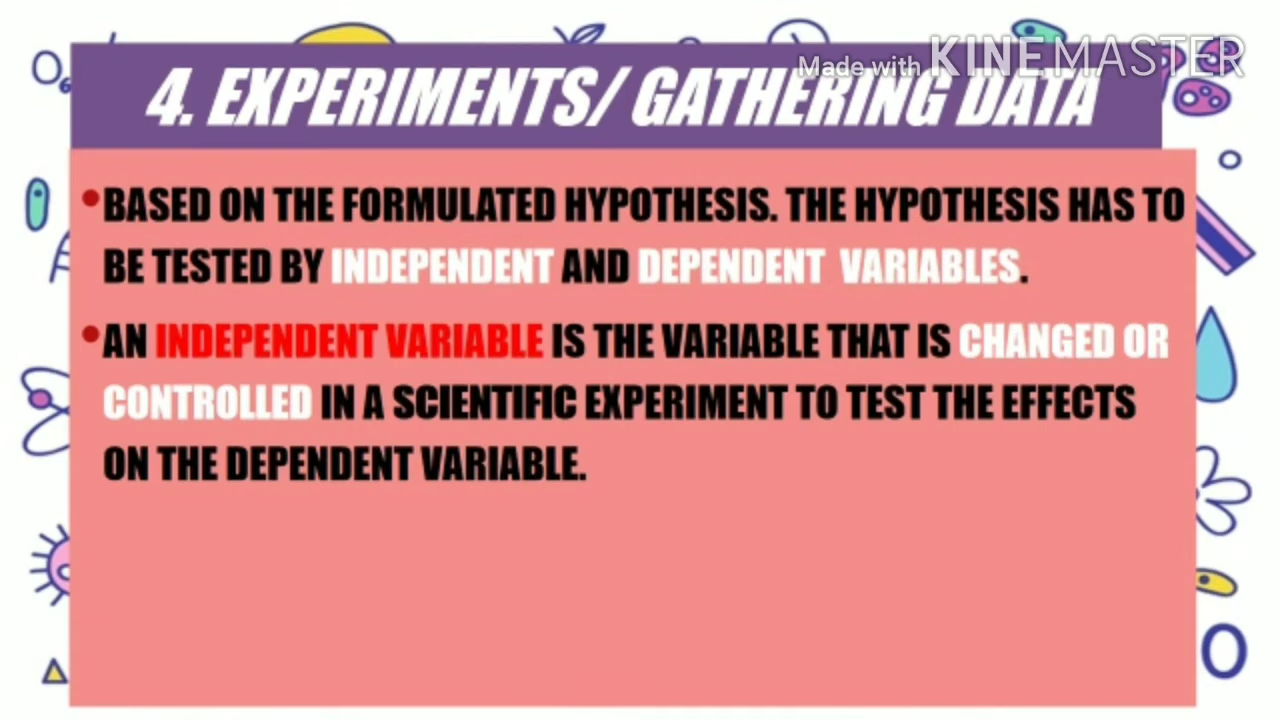 Made with KINEMASTER
4. EXPERIMENTS/ GATHERING DATA
•BASED ON THE FORMULATED HYPOTHESIS. THE HYPOTHESIS HAS TO
BE TESTED BY INDEPENDENT AND DEPENDENT VARIABLES.
•AN INDEPENDENT VARIABLE IS THE VARIABLE THAT IS CHANGED OR
CONTROLLED IN A SCIENTIFIC EXPERIMENT TO TEST THE EFFECTS
ON THE DEPENDENT VARIABLE.